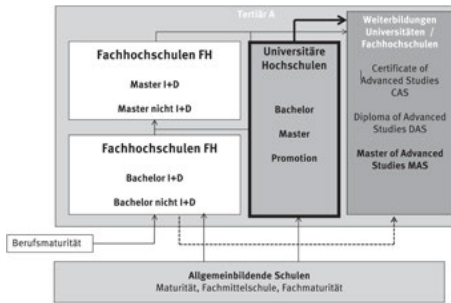 Tertiär A
Fachhochschulen FH
Master I+D
Master nicht I+D
Fachhochschulen FH
Bachelor I+D
Bachelor nicht I+D
Universitäre
Hochschulen
Bachelor
Master
Promotion
Weiterbildungen
Universitäten /
Fachhochschulen
Certificate of
Advanced Studies
CAS
Diploma of Advanced
Studies DAS
Master of Advanced
Studies MAS
Berufsmaturität
Allgemeinbildende Schulen
Maturität, Fachmittelschule, Fachmaturität